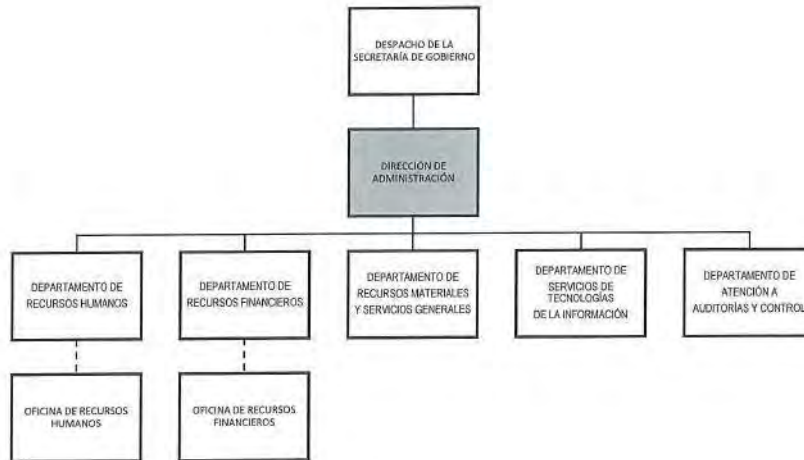 DESPACHO DE LA
SECRETARÍA DE GOBIERNO
DIRECCIÓN DE
ADMINISTRACIÓN
DEPARTAMENTO DE
RECURSOS HUMANOS
DEPARTAMENTO DE
RECURSOS FINANCIEROS
DEPARTAMENTO DE
RECURSOS MATERIALES
Y SERVICIOS GENERALES
DEPARTAMENTO DE
SERVICIOS DE
TECNOLOGÍAS
DE LA INFORMACIÓN
DEPARTAMENTO DE
ATENCIÓN A
AUDITORÍAS Y CONTROL
OFICINA DE RECURSOS
HUMANOS
OFICINA DE RECURSOS
FINANCIEROS